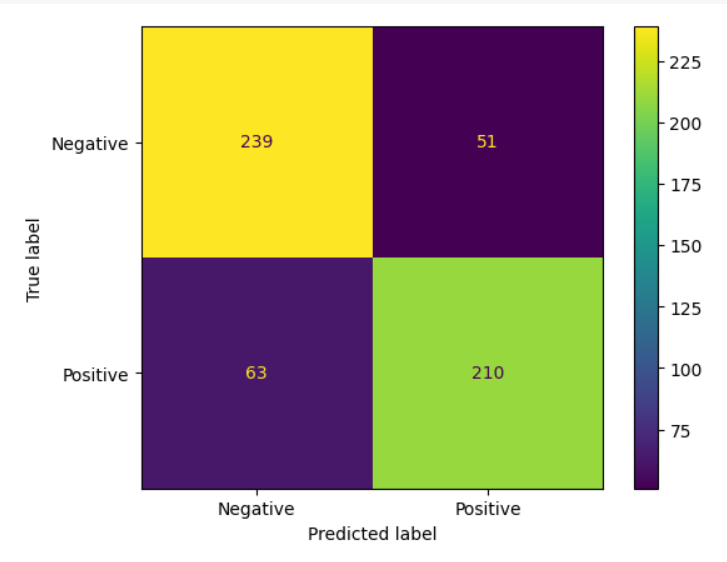 True label
Negative
Positive
239
51
63
210
Negative
Positive
Predicted label
225
200
175
150
125
100
75